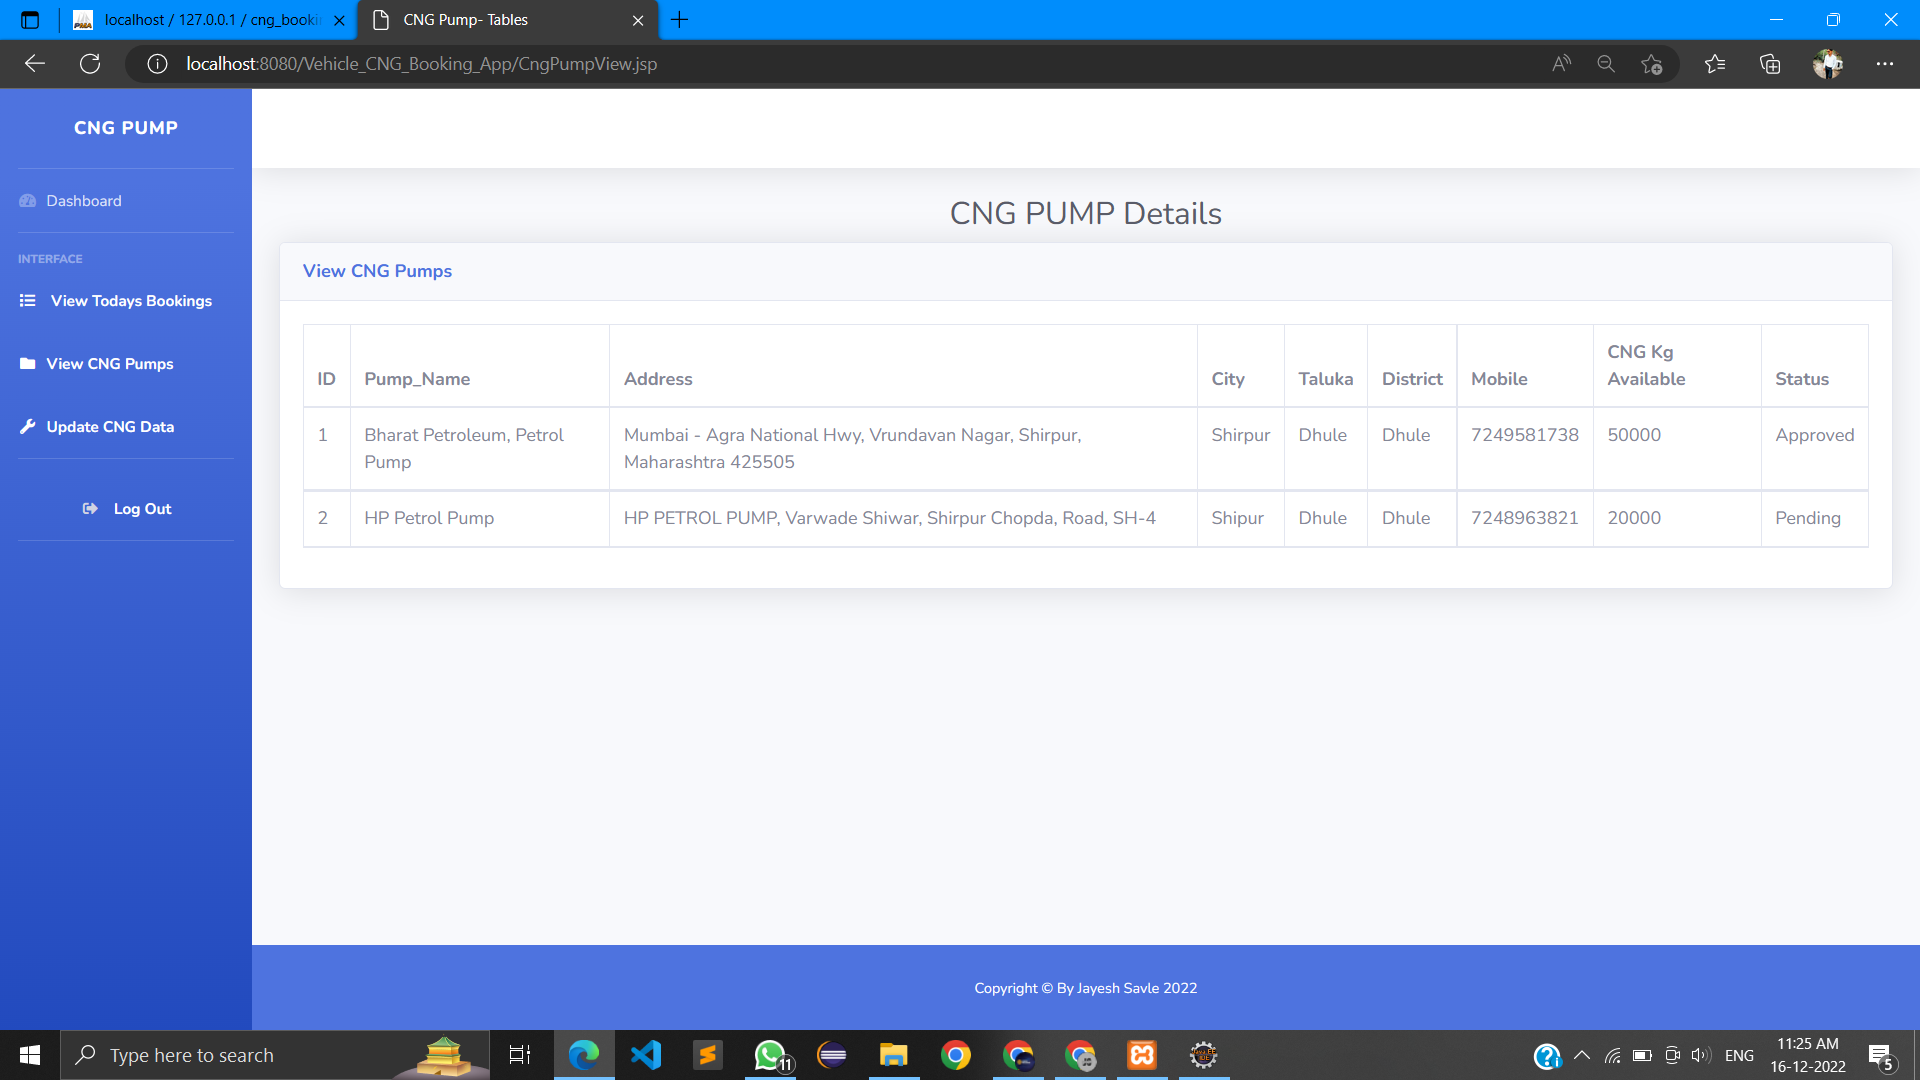 localhost / 127.0.0.1 / cng_bookin
CNG Pump- Tables
localhost:8080/Vehicle_CNG_Booking_App/CngPumpView.jsp
CNG PUMP
Dashboard
INTERFACE
View Todays Bookings
View CNG Pumps
Update CNG Data
Log Out
CNG PUMP Details
View CNG Pumps
ID Pump_Name Address City Taluka District Mobile CNG Kg Available Status
1 Bharat Petroleum, Petrol Pump Mumbai - Agra National Hwy, Vrundavan Nagar, Shirpur, Maharashtra 425505 Shirpur Dhule Dhule 7249581738 50000 Approved
2 HP Petrol Pump HP PETROL PUMP, Varwade Shiwar, Shirpur Chopda, Road, SH-4 Shipur Dhule Dhule 7248963821 20000 Pending
Copyright © By Jayesh Savle 2022
Type here to search
11
ENG
11:25 AM
16-12-2022
5